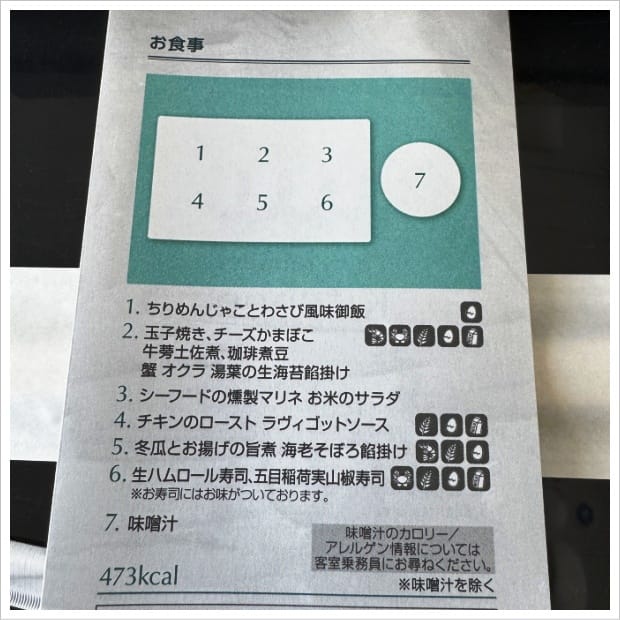 お食事
1 2 3
7
4 5 6
1. ちりめんじゃことわさび風味御飯
2. 玉子焼き、チーズかまぼこ
牛蒡土佐煮、珈琲煮豆
蟹 オクラ 湯葉の生海苔餡掛け
3. シーフードの燻製マリネ お米のサラダ
4. チキンのロースト ラヴィゴットソース
5. 冬瓜とお揚げの旨煮 海老そぼろ餡掛け
6. 生ハムロール寿司、五目稲荷実山椒寿司
※お寿司にはお味がついております。
7. 味噌汁
味噌汁のカロリー/
アレルゲン情報については
客室乗務員にお尋ねください。
473kcal
※味噌汁を除く